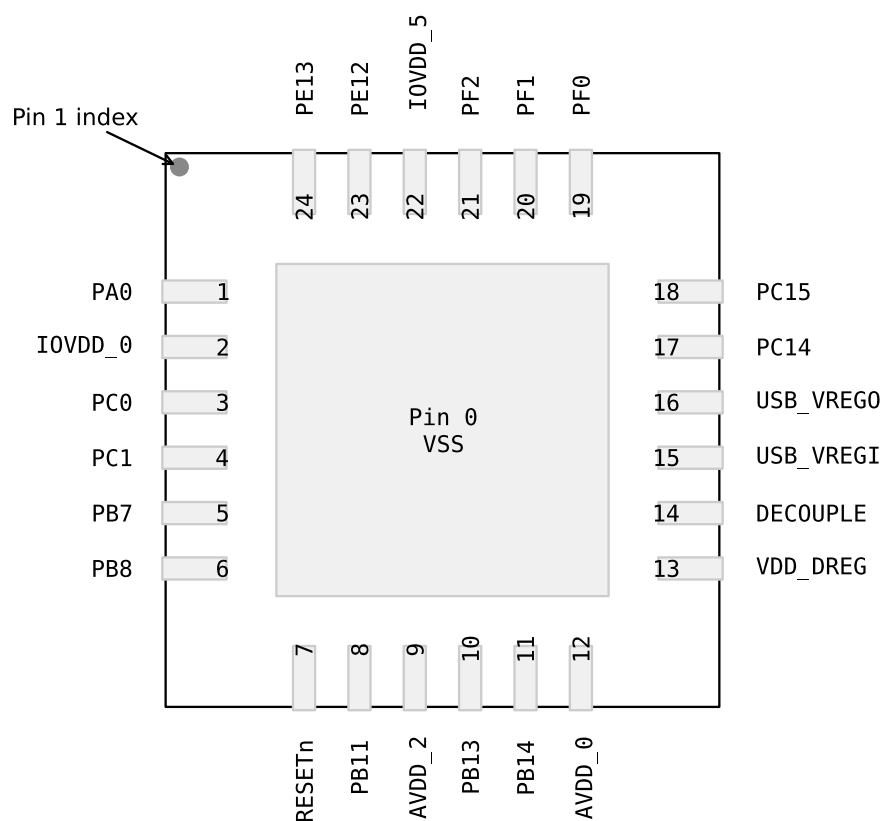 PE13
PE12
IOVDD_5
PF2
PF1
PF0
Pin 1 index
24
23
22
21
20
19
PA0 1
18 PC15
IOVDD_0 2
17 PC14
PC0 3
16 USB_VREGO
Pin 0
VSS
PC1 4
15 USB_VREGI
PB7 5
14 DECOUPLE
PB8 6
13 VDD_DREG
7
8
9
10
11
12
RESETn
PB11
AVDD_2
PB13
PB14
AVDD_0